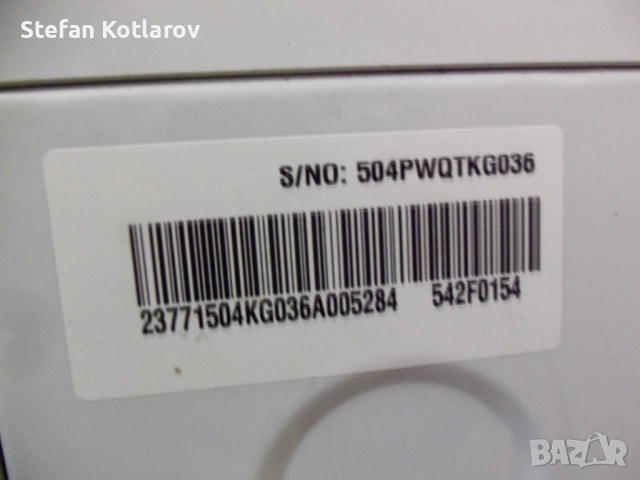 Stefan Kotlarov
S/NO: 504PWQTKG036
23771504KG036A005284 542F0154
BAZAR